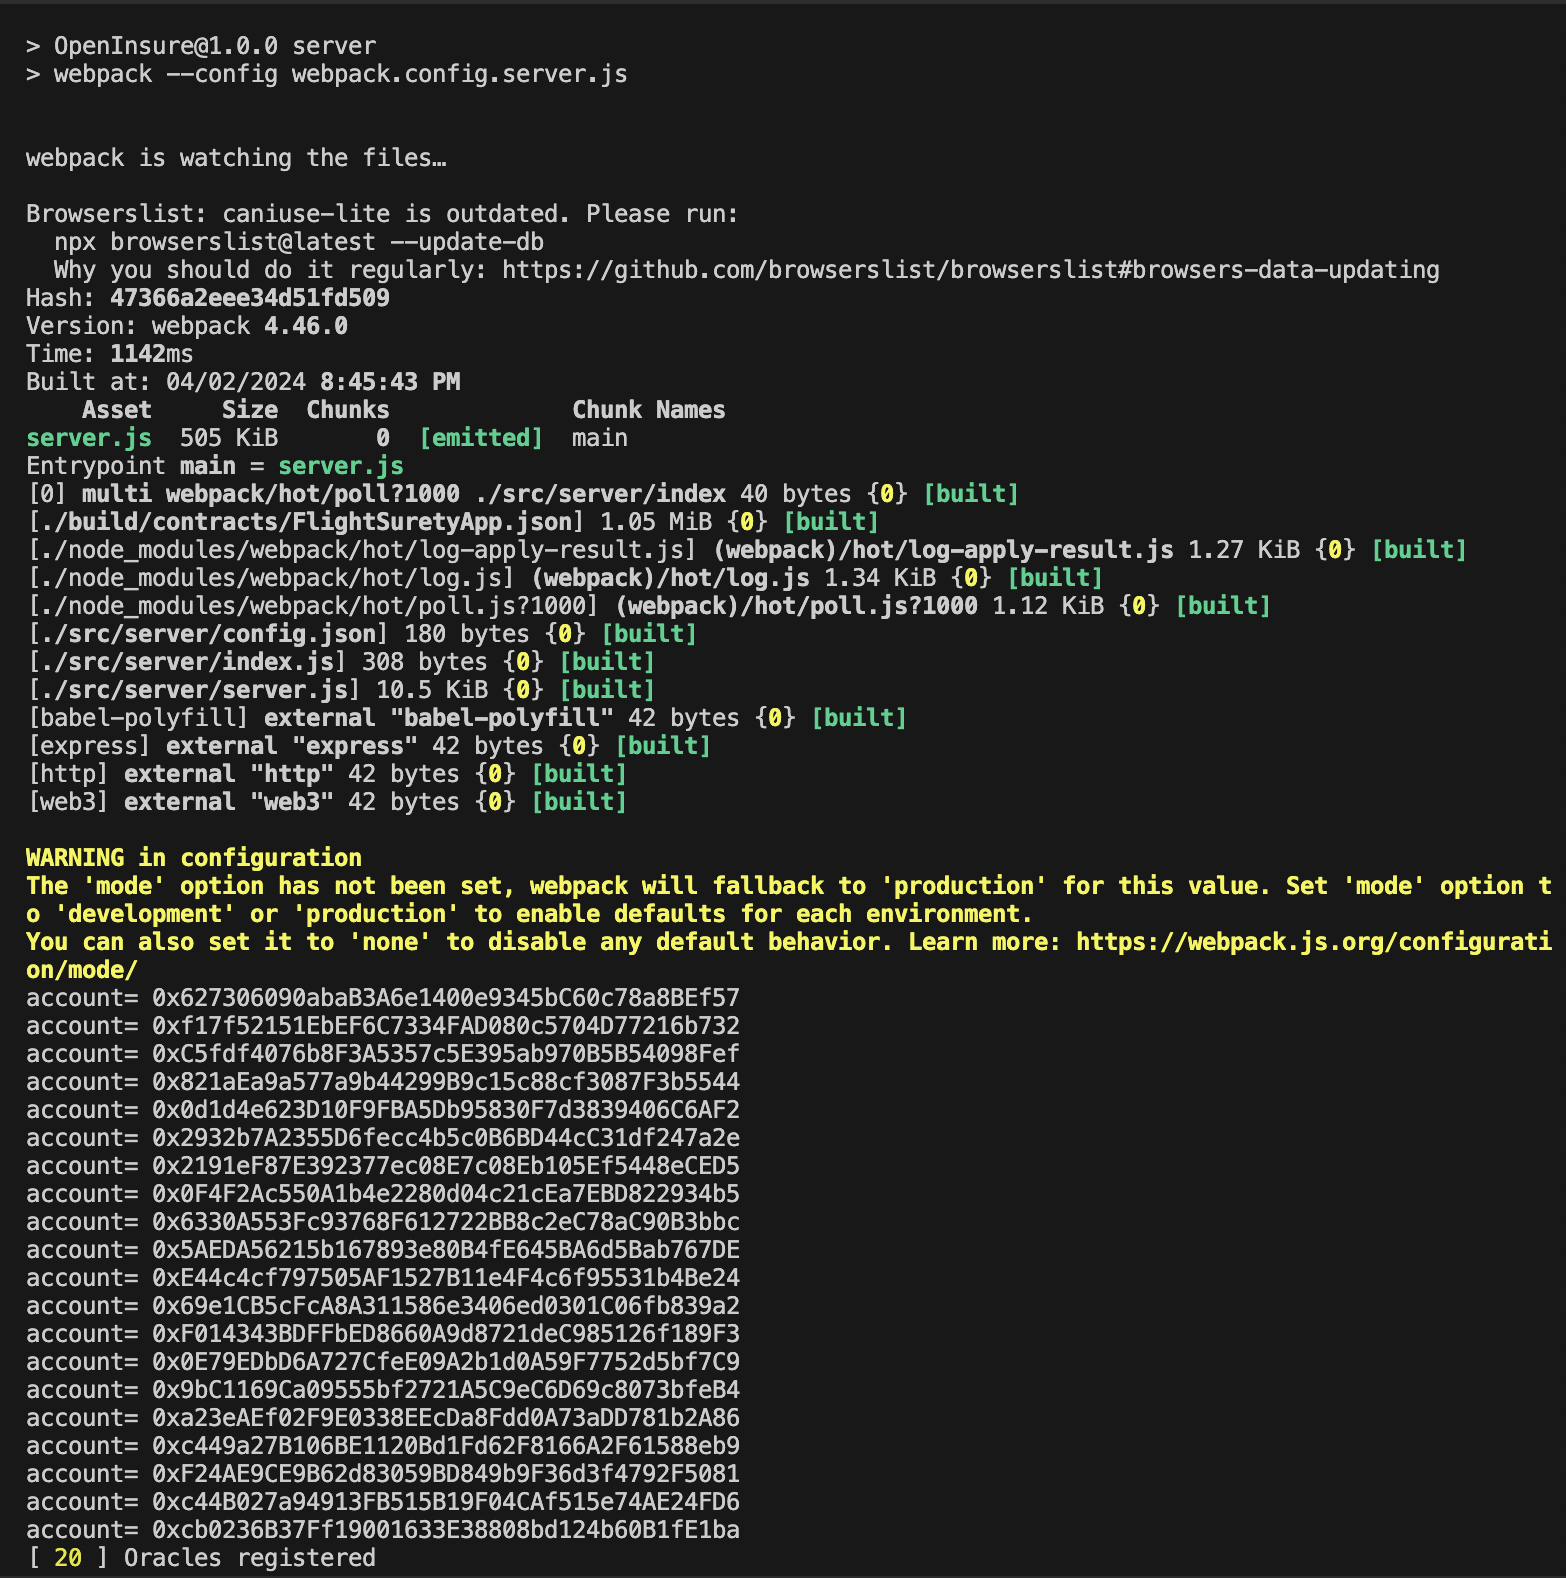 > OpenInsure@1.0.0 server
> webpack --config webpack.config.server.js
webpack is watching the files…
Browserslist: caniuse-lite is outdated. Please run:
npx browserslist@latest --update-db
Why you should do it regularly: https://github.com/browserslist/browserslist#browsers-data-updating
Hash: 47366a2eee34d51fd509
Version: webpack 4.46.0
Time: 1142ms
Built at: 04/02/2024 8:45:43 PM
Asset Size Chunks Chunk Names
server.js 505 KiB 0 [emitted] main
Entrypoint main = server.js
[0] multi webpack/hot/poll?1000 ./src/server/index 40 bytes {0} [built]
[./build/contracts/FlightSuretyApp.json] 1.05 MiB {0} [built]
[./node_modules/webpack/hot/log-apply-result.js] (webpack)/hot/log-apply-result.js 1.27 KiB {0} [built]
[./node_modules/webpack/hot/log.js] (webpack)/hot/log.js 1.34 KiB {0} [built]
[./node_modules/webpack/hot/poll.js?1000] (webpack)/hot/poll.js?1000 1.12 KiB {0} [built]
[./src/server/config.json] 180 bytes {0} [built]
[./src/server/index.js] 308 bytes {0} [built]
[./src/server/server.js] 10.5 KiB {0} [built]
[babel-polyfill] external "babel-polyfill" 42 bytes {0} [built]
[express] external "express" 42 bytes {0} [built]
[http] external "http" 42 bytes {0} [built]
[web3] external "web3" 42 bytes {0} [built]
WARNING in configuration
The 'mode' option has not been set, webpack will fallback to 'production' for this value. Set 'mode' option t
o 'development' or 'production' to enable defaults for each environment.
You can also set it to 'none' to disable any default behavior. Learn more: https://webpack.js.org/configurati
on/mode/
account= 0x627306090abaB3A6e1400e9345bC60c78a8BEf57
account= 0xf17f52151EbEF6C7334FAD080c5704D77216b732
account= 0xC5fdf4076b8F3A5357c5E395ab970B5B54098Fef
account= 0x821aEa9a577a9b44299B9c15c88cf3087F3b5544
account= 0x0d1d4e623D10F9FBA5Db95830F7d3839406C6AF2
account= 0x2932b7A2355D6fecc4b5c0B6BD44cC31df247a2e
account= 0x2191eF87E392377ec08E7c08Eb105Ef5448eCED5
account= 0x0F4F2Ac550A1b4e2280d04c21cEa7EBD822934b5
account= 0x6330A553Fc93768F612722BB8c2eC78aC90B3bbc
account= 0x5AEDA56215b167893e80B4fE645BA6d5Bab767DE
account= 0xE44c4cf797505AF1527B11e4F4c6f95531b4Be24
account= 0x69e1CB5cFcA8A311586e3406ed0301C06fb839a2
account= 0xF014343BDFFbED8660A9d8721deC985126f189F3
account= 0x0E79EDbD6A727CfeE09A2b1d0A59F7752d5bf7C9
account= 0x9bC1169Ca09555bf2721A5C9eC6D69c8073bfeB4
account= 0xa23eAEf02F9E0338EEcDa8Fdd0A73aDD781b2A86
account= 0xc449a27B106BE1120Bd1Fd62F8166A2F61588eb9
account= 0xF24AE9CE9B62d83059BD849b9F36d3f4792F5081
account= 0xc44B027a94913FB515B19F04CAf515e74AE24FD6
account= 0xcb0236B37Ff19001633E38808bd124b60B1fE1ba
[ 20 ] Oracles registered